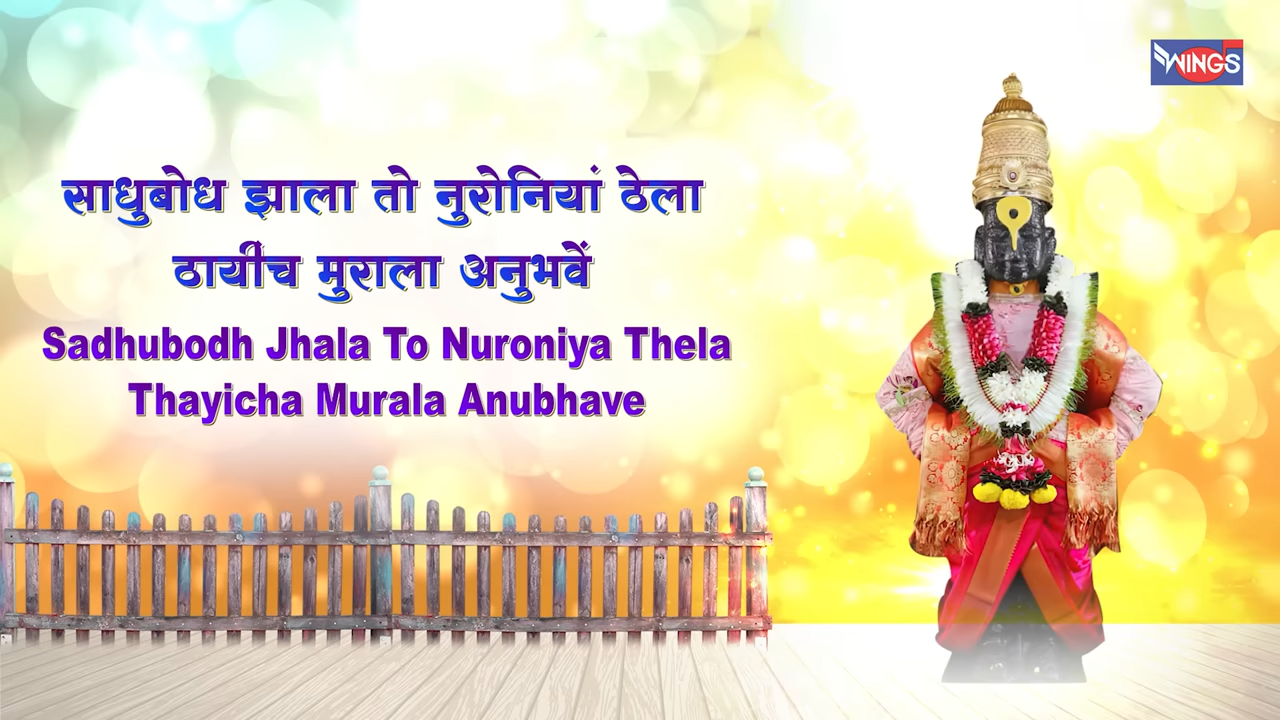 WINGS
साधुबोध झाला तो नुरोनियां ठेला
ठायींच मुराला अनुभवें
Sadhubodh Jhala To Nuroniya Thela
Thayicha Murala Anubhave